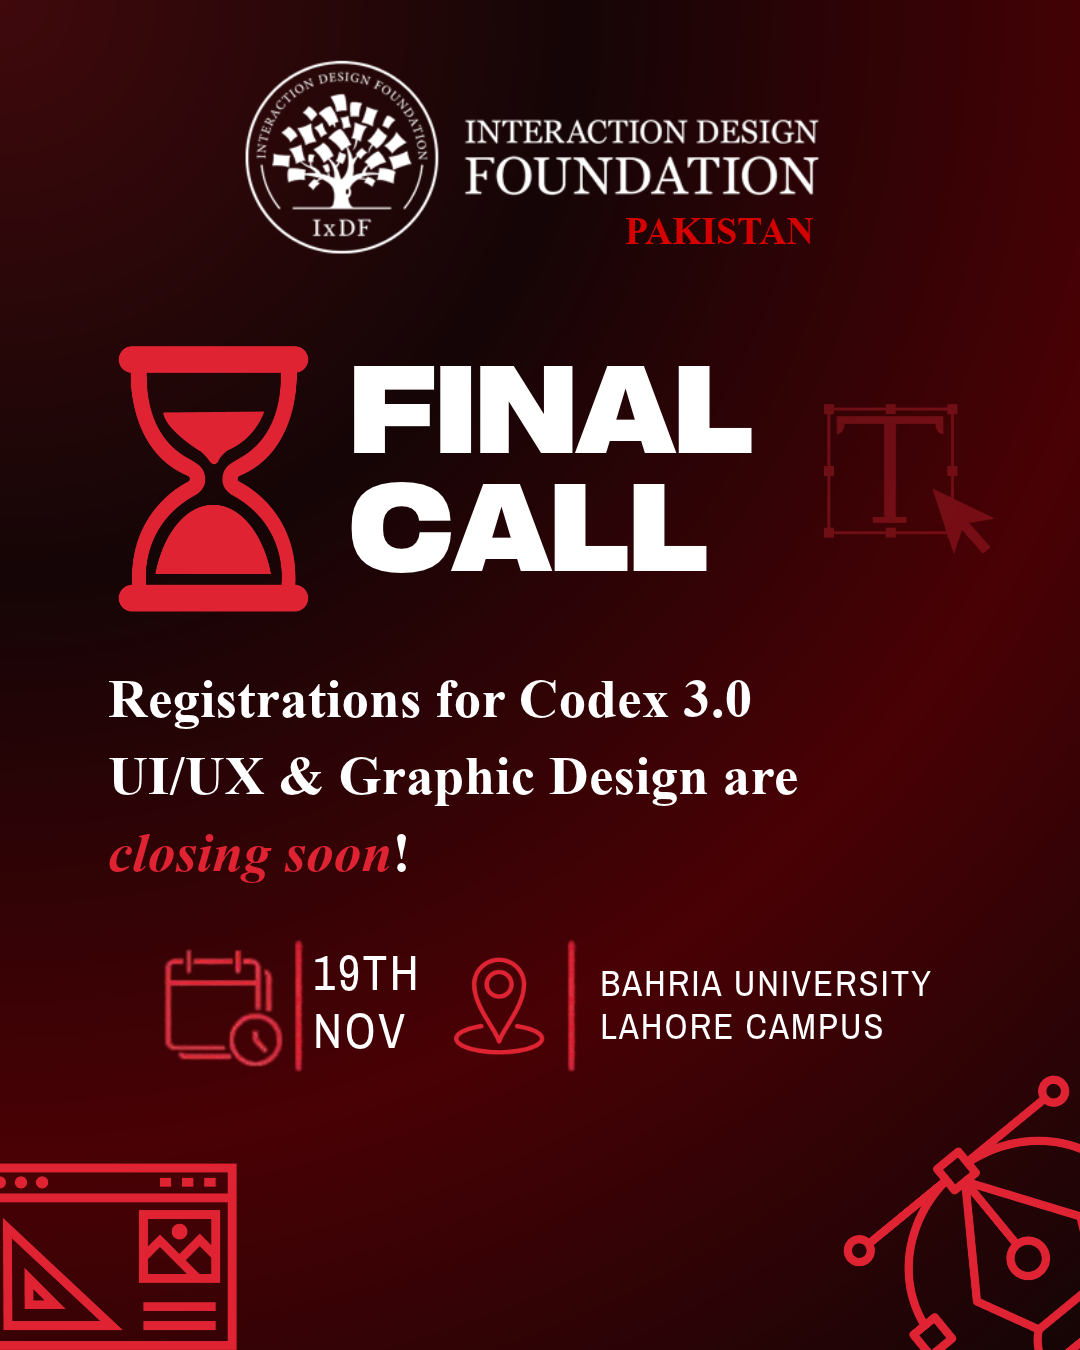 INTERACTION DESIGN FOUNDATION
IxDF
INTERACTION DESIGN
FOUNDATION
PAKISTAN
FINAL
CALL
T
Registrations for Codex 3.0
UI/UX & Graphic Design are
closing soon!
19TH
NOV
BAHRIA UNIVERSITY
LAHORE CAMPUS